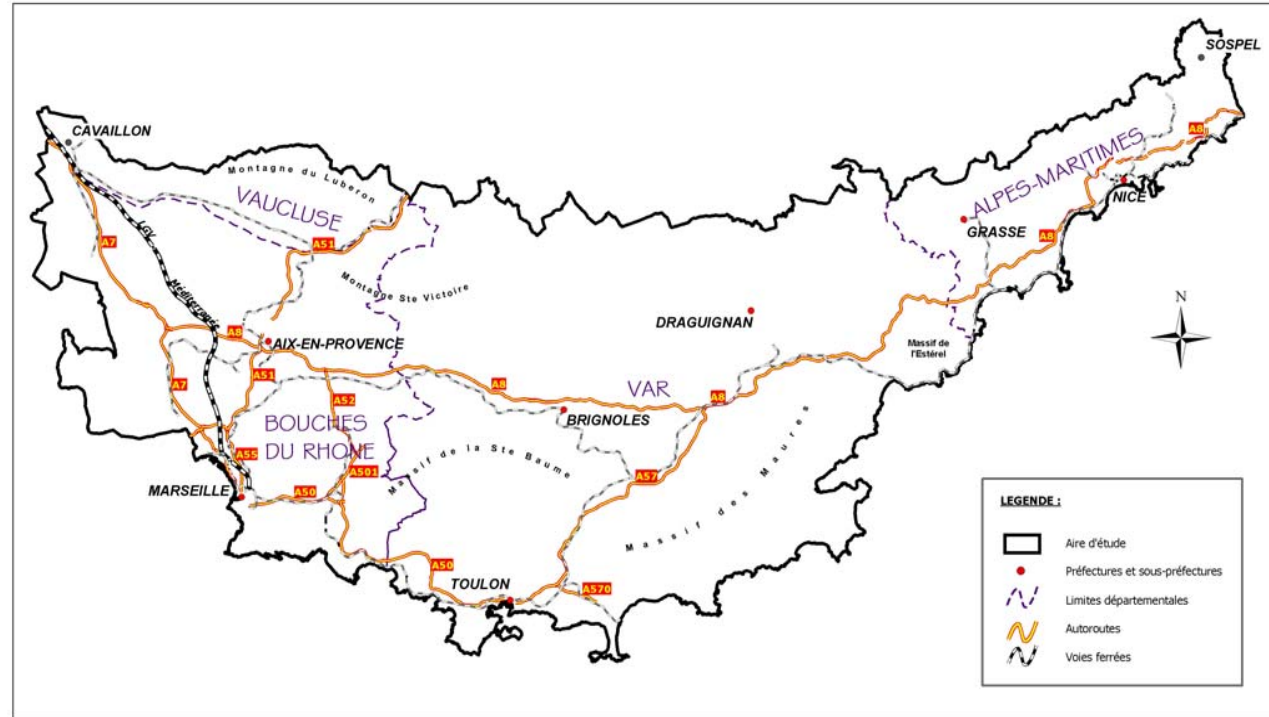 SOSPEL
CAVAILLON
ALPES-MARITIMES
A8
Montagne du Luberon
VAUCLUSE
NICE
GRASSE
A8
A7
LGV
Méditerranée
A51
Montagne Ste Victoire
N
DRAGUIGNAN
A8
AIX-EN-PROVENCE
Massif de
l'Estérel
A51
A7
A8
VAR
A52
A8
BRIGNOLES
BOUCHES
DU RHONE
A55
A501
Massif de la Ste Baume
A57
MARSEILLE
A50
Massif des Maures
A50
TOULON
A570
LEGENDE :
Aire d'étude
Préfectures et sous-préfectures
Limites départementales
Autoroutes
Voies ferrées